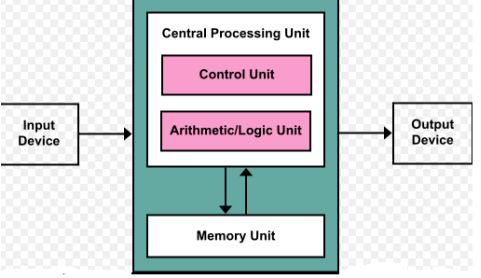 Central Processing Unit
Control Unit
Arithmetic/Logic Unit
Input
Device
Output
Device
Memory Unit